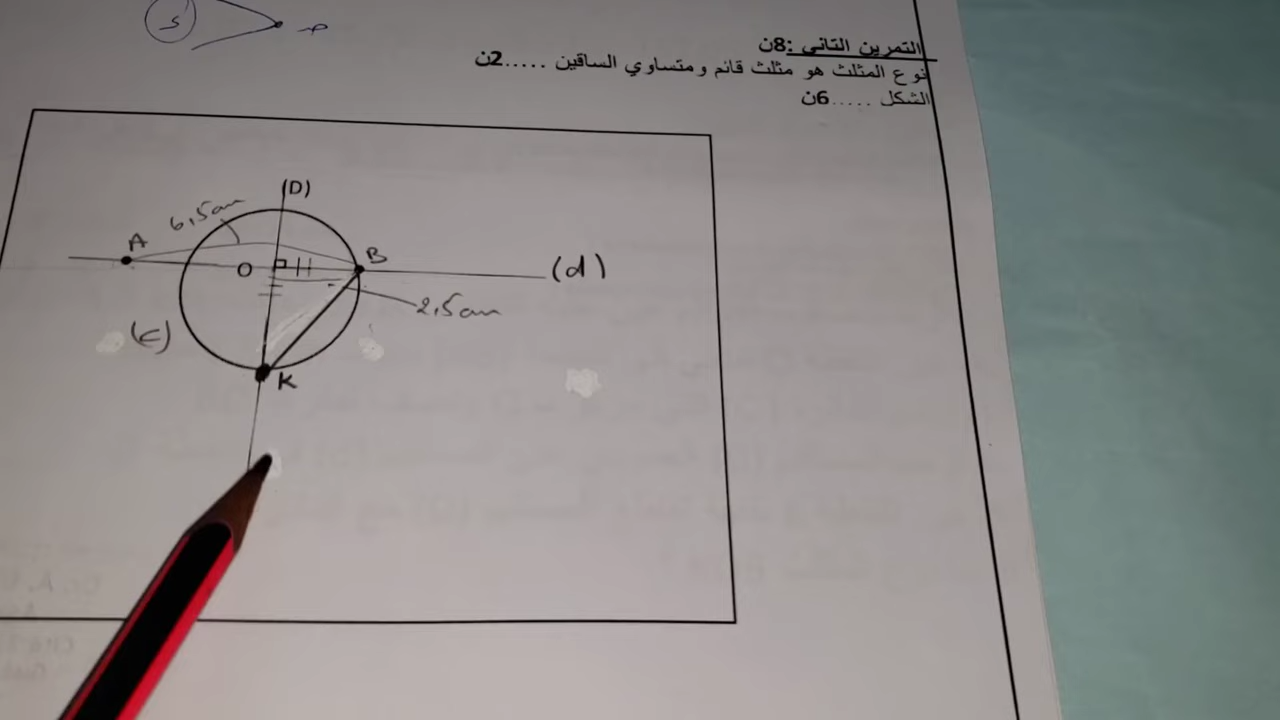 ص
ك
التمرين الثاني :8ن
نوع المثلث هو مثلث قائم ومتساوي الساقين .....2ن
الشكل .....6ن
(D)
6,5cm
A
O
B
(d)
2,5cm
(C)
K